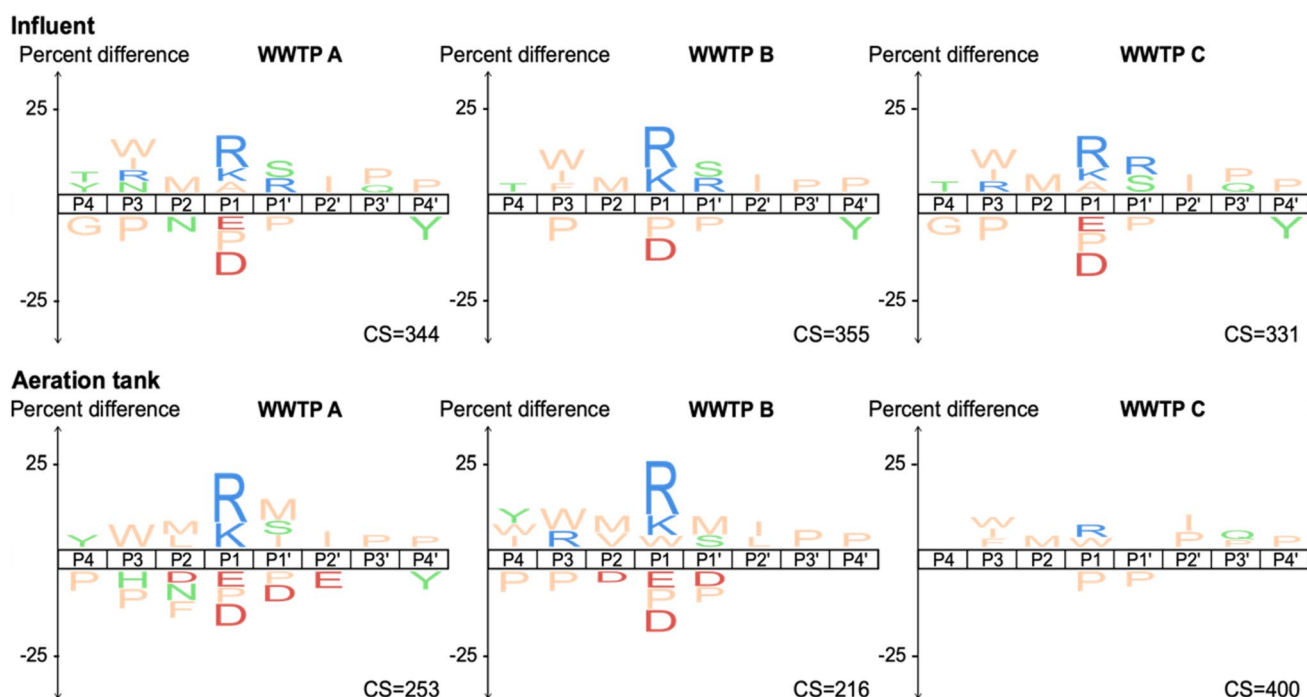 Influent
Percent difference WWTP A Percent difference WWTP B Percent difference WWTP C
25 25 25
T W I R N Y M R K A S R I P Q P
T W I F M R K S R I P P
T W I R M R K A R S I P Q P
P4 P3 P2 P1 P1' P2' P3' P4' P4 P3 P2 P1 P1' P2' P3' P4' P4 P3 P2 P1 P1' P2' P3' P4'
G P N E P D P Y
P P D P Y
G P E P D P Y
-25 -25 -25
CS=344 CS=355 CS=331
Aeration tank
Percent difference WWTP A Percent difference WWTP B Percent difference WWTP C
25 25 25
Y W M L R K M S I I P P
Y W I W R M V R K W M S I L P P
W I F M R W I P Q P P
P4 P3 P2 P1 P1' P2' P3' P4' P4 P3 P2 P1 P1' P2' P3' P4' P4 P3 P2 P1 P1' P2' P3' P4'
P H P D N F E P D P D E Y
P P D E P D D P
P P
-25 -25 -25
CS=253 CS=216 CS=400